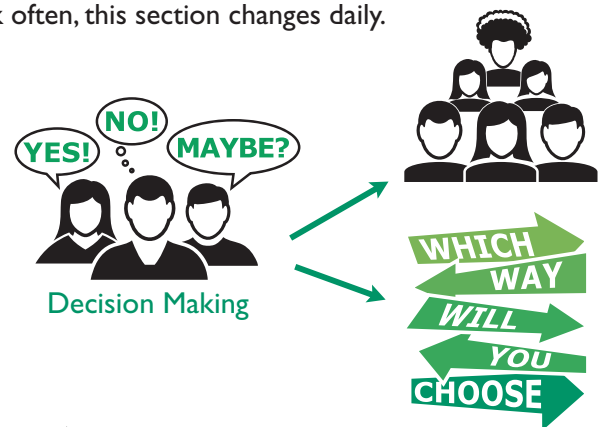 often, this section changes daily.
YES!
NO!
MAYBE?
Decision Making
WHICH
WAY
WILL
YOU
CHOOSE